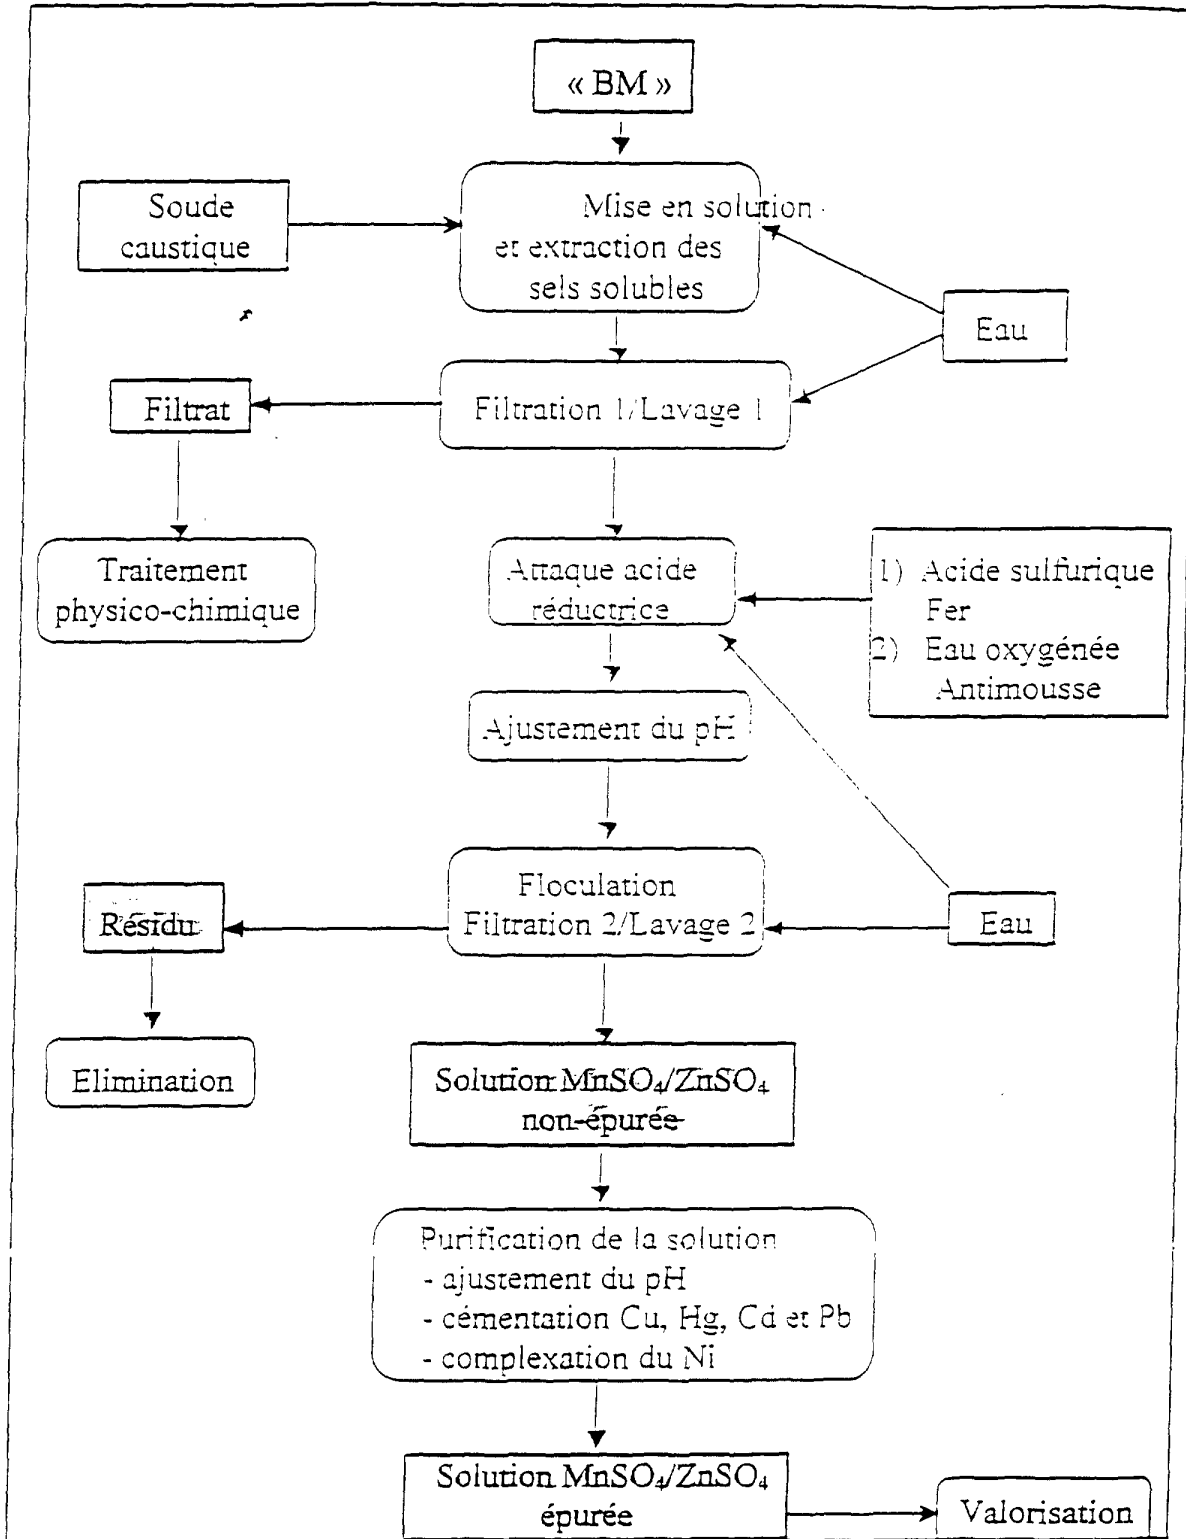 « BM »
Soude
caustique
Mise en solution
et extraction des
sels solubles
Eau
Filtrat
Filtration 1/Lavage 1
Traitement
physico-chimique
Attaque acide
réductrice
1) Acide sulfurique
Fer
2) Eau oxygénée
Antimousse
Ajustement du pH
Floculation
Filtration 2/Lavage 2
Résidu
Eau
Elimination
Solution MnSO₄/ZnSO₄
non-épurée
Purification de la solution
- ajustement du pH
- cémentation Cu, Hg, Cd et Pb
- complexation du Ni
Solution MnSO₄/ZnSO₄
épurée
Valorisation